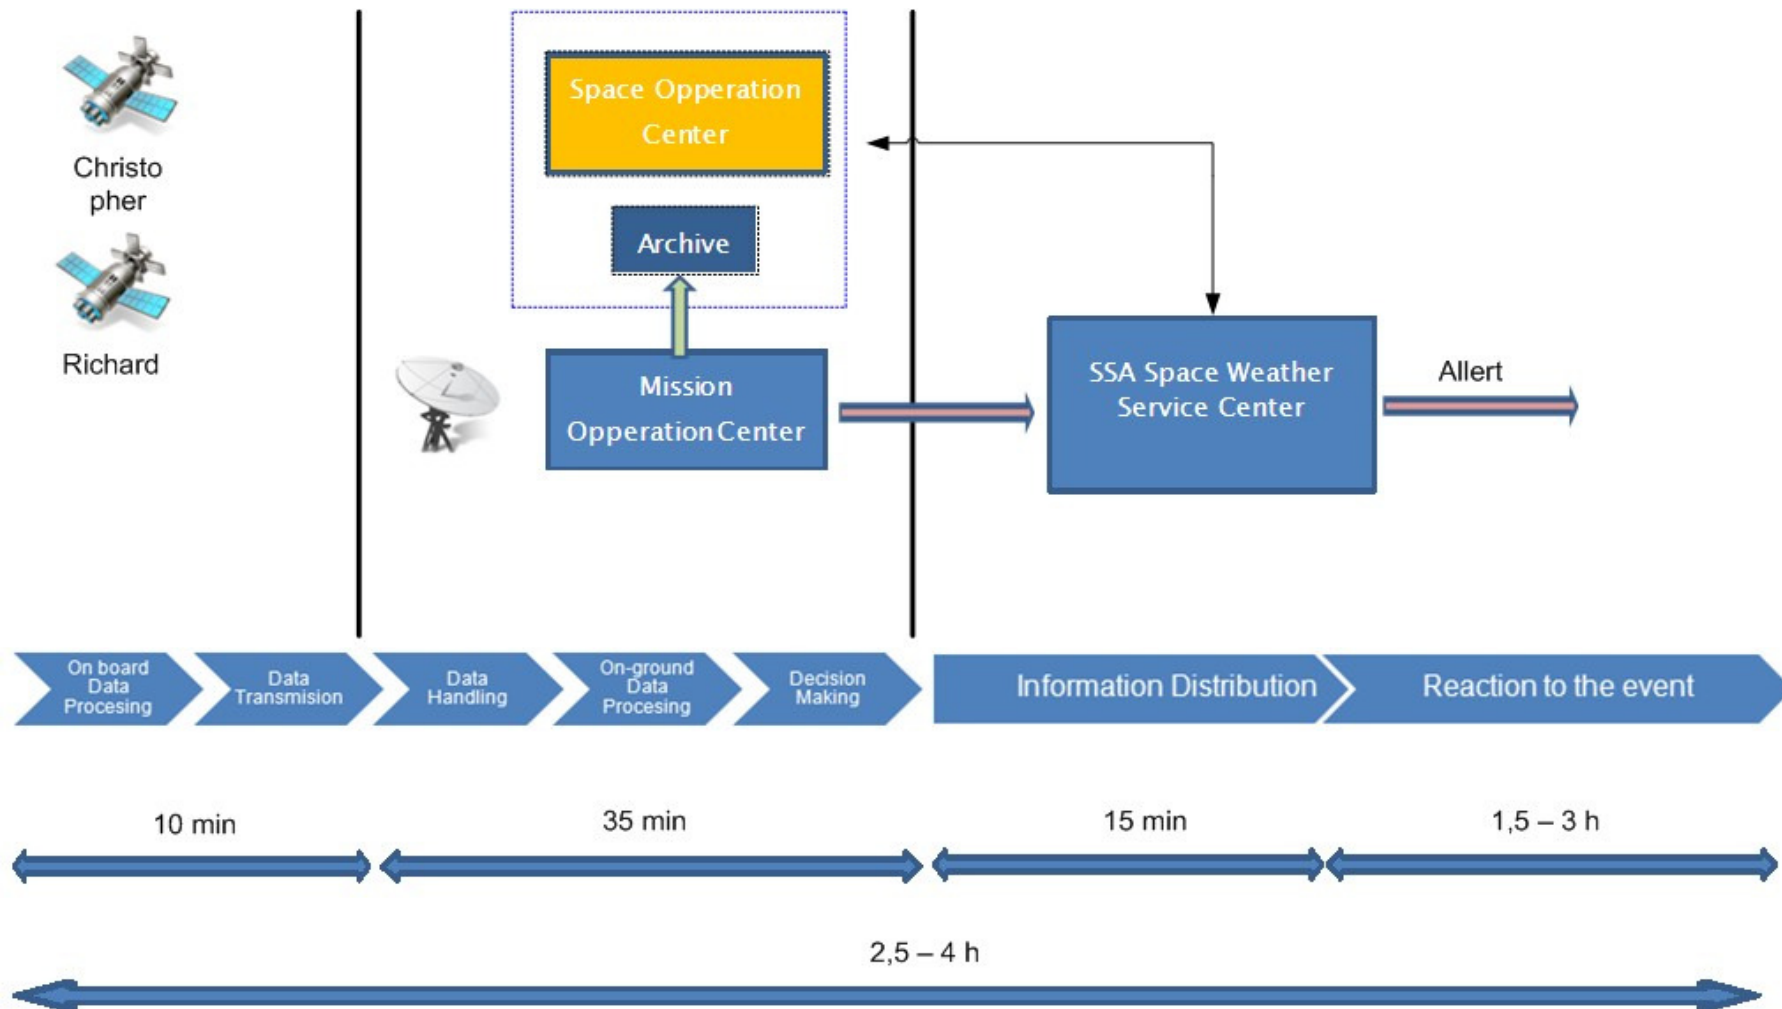 Space Opperation
Center
Christo
pher
Archive
Richard
Mission
Opperation Center
SSA Space Weather
Service Center
Allert
On board
Data
Procesing
Data
Transmision
Data
Handling
On-ground
Data
Procesing
Decision
Making
Information Distribution
Reaction to the event
10 min
35 min
15 min
1,5 – 3 h
2,5 – 4 h